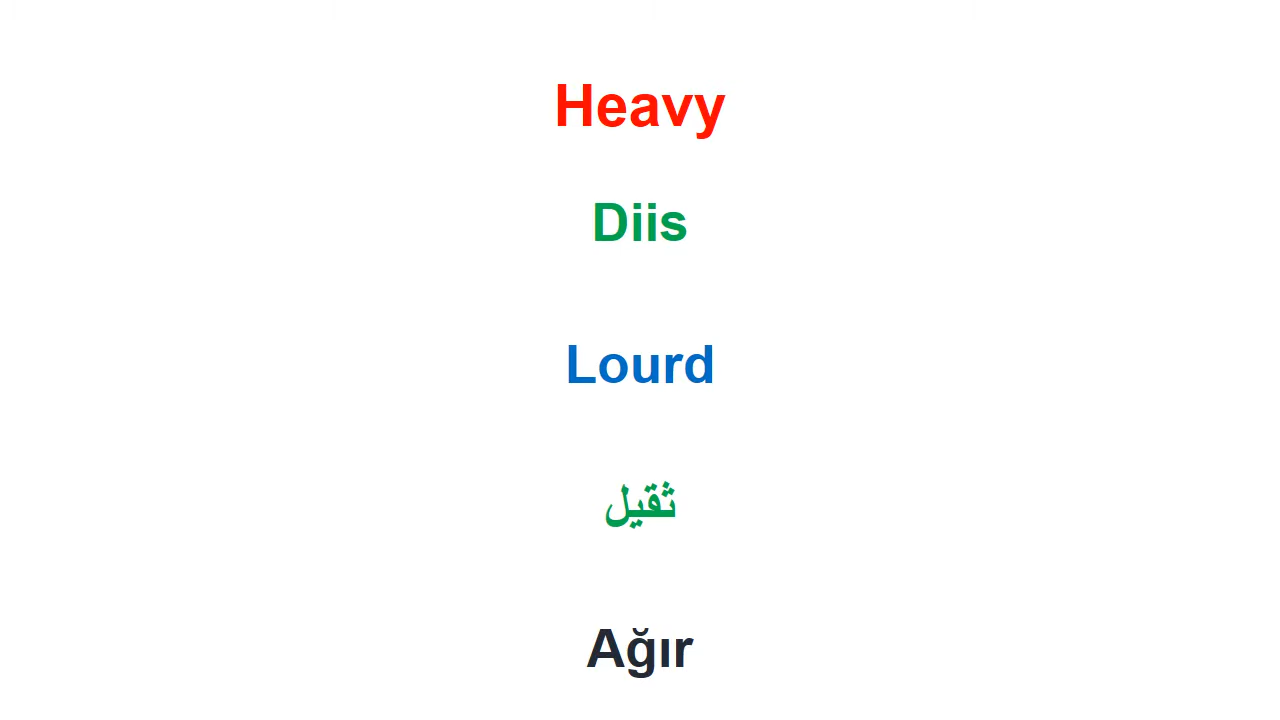 Heavy
Diis
Lourd
ثقيل
Ağır